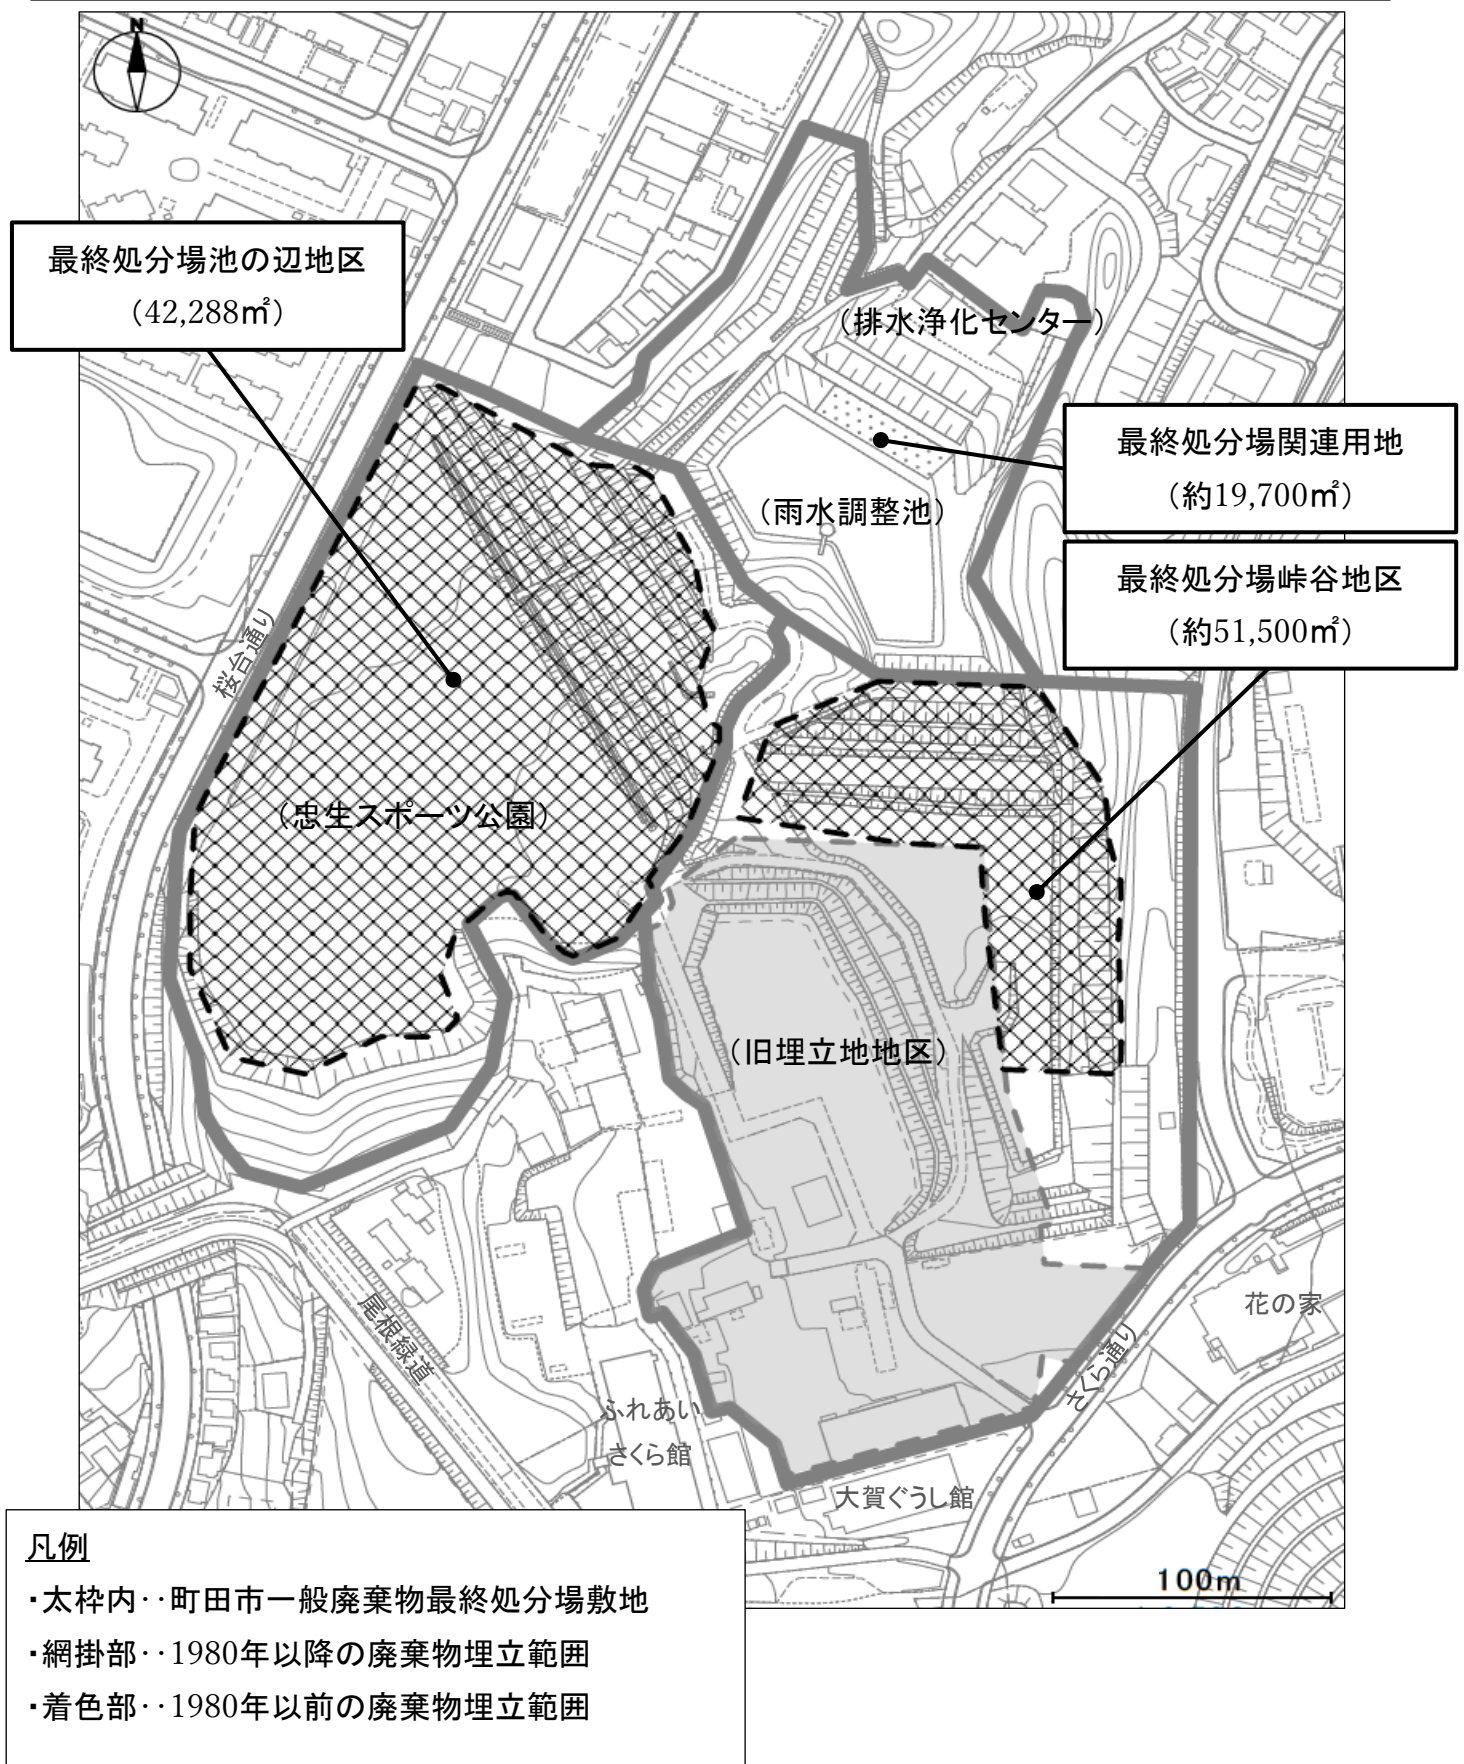 N
最終処分場池の辺地区
（42,288㎡）
（排水浄化センター）
最終処分場関連用地
（約19,700㎡）
（雨水調整池）
最終処分場峠谷地区
（約51,500㎡）
桜台通り
（忠生スポーツ公園）
（旧埋立地地区）
花の家
尾根緑道
さくら通り
ふれあい
さくら館
大賀ぐうし館
100m
凡例
・太枠内‥町田市一般廃棄物最終処分場敷地
・網掛部‥1980年以降の廃棄物埋立範囲
・着色部‥1980年以前の廃棄物埋立範囲